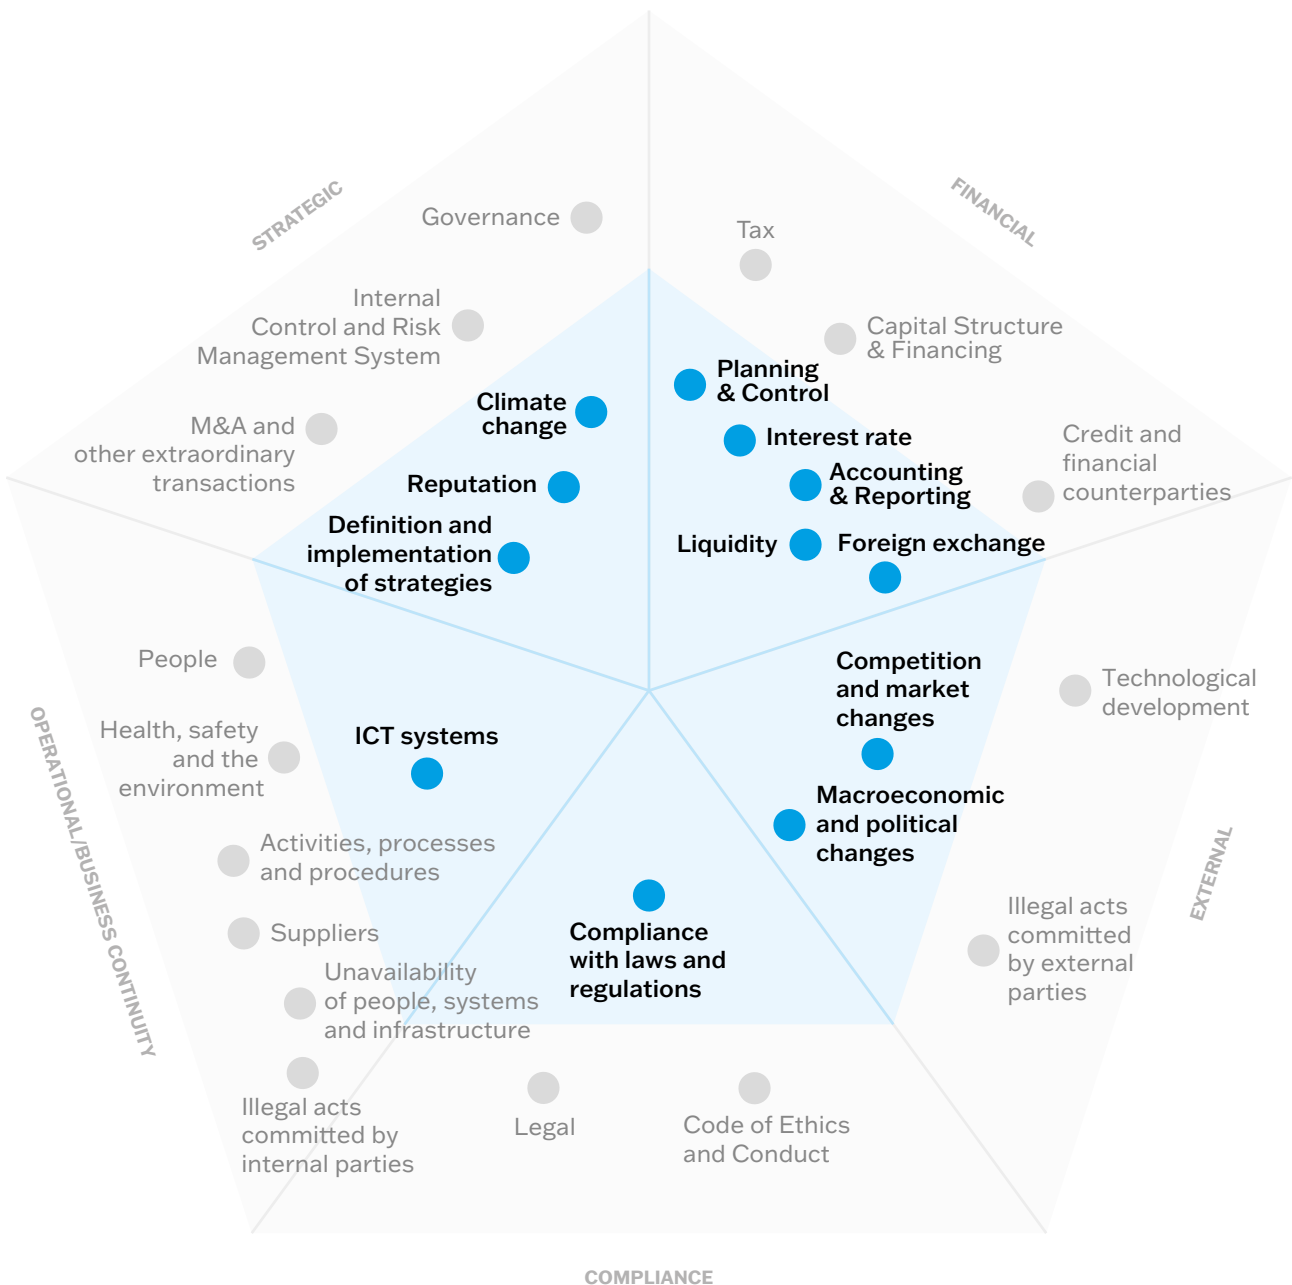 STRATEGIC
Governance
Internal
Control and Risk
Management System
M&A and
other extraordinary
transactions
Climate
change
Reputation
Definition and
implementation
of strategies
FINANCIAL
Tax
Capital Structure
& Financing
Planning
& Control
Interest rate
Accounting
& Reporting
Credit and
financial
counterparties
Liquidity
Foreign exchange
OPERATIONAL/BUSINESS CONTINUITY
People
Health, safety
and the
environment
ICT systems
Activities, processes
and procedures
Suppliers
Unavailability
of people, systems
and infrastructure
Illegal acts
committed by
internal parties
EXTERNAL
Competition
and market
changes
Technological
development
Macroeconomic
and political
changes
Illegal acts
committed
by external
parties
Compliance
with laws and
regulations
Legal
Code of Ethics
and Conduct
COMPLIANCE